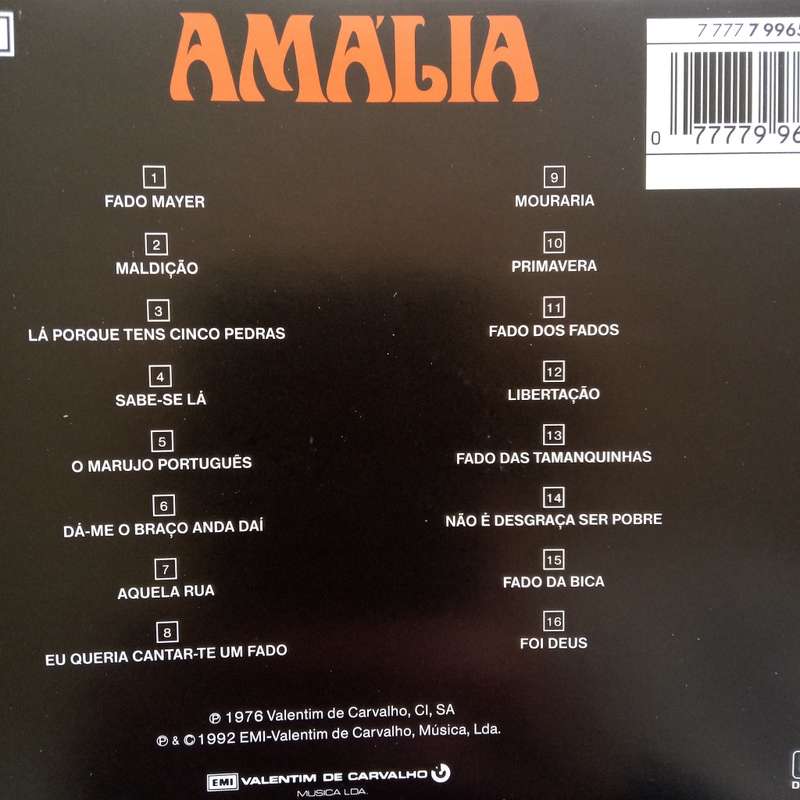 AMÁLIA
7 777 7 9965
0 77779 96
1
FADO MAYER
2
MALDIÇÃO
3
LÁ PORQUE TENS CINCO PEDRAS
4
SABE-SE LÁ
5
O MARUJO PORTUGUÊS
6
DÁ-ME O BRAÇO ANDA DAÍ
7
AQUELA RUA
8
EU QUERIA CANTAR-TE UM FADO
9
MOURARIA
10
PRIMAVERA
11
FADO DOS FADOS
12
LIBERTAÇÃO
13
FADO DAS TAMANQUINHAS
14
NÃO É DESGRAÇA SER POBRE
15
FADO DA BICA
16
FOI DEUS
℗ 1976 Valentim de Carvalho, CI, SA
℗ & © 1992 EMI-Valentim de Carvalho, Música, Lda.
EMI VALENTIM DE CARVALHO
MUSICA LDA.